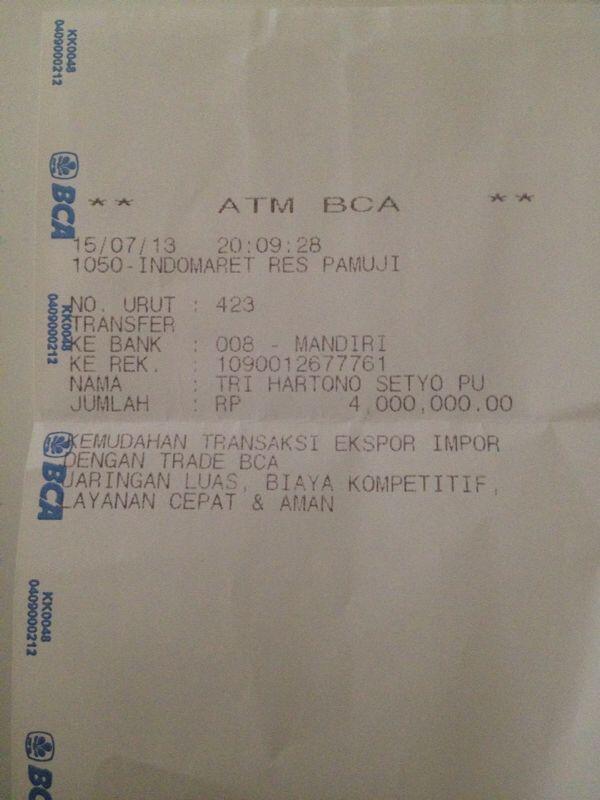 KK0048
0409000212
BCA
** ATM BCA **
15/07/13 20:09:28
1050-INDOMARET RES PAMUJI
NO. URUT : 423
TRANSFER
KE BANK : 008 - MANDIRI
KE REK. : 1090012677761
NAMA : TRI HARTONO SETYO PU
JUMLAH : RP 4,000,000.00
KK0048
0409000212
KEMUDAHAN TRANSAKSI EKSPOR IMPOR
DENGAN TRADE BCA
JARINGAN LUAS, BIAYA KOMPETITIF,
LAYANAN CEPAT & AMAN
BCA
KK0048
0409000212
BC